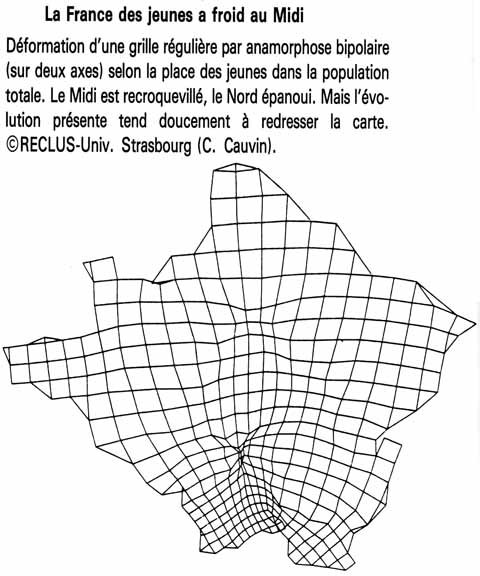 La France des jeunes a froid au Midi
Déformation d'une grille régulière par anamorphose bipolaire
(sur deux axes) selon la place des jeunes dans la population
totale. Le Midi est recroquevillé, le Nord épanoui. Mais l'évo-
lution présente tend doucement à redresser la carte.
©RECLUS-Univ. Strasbourg (C. Cauvin).